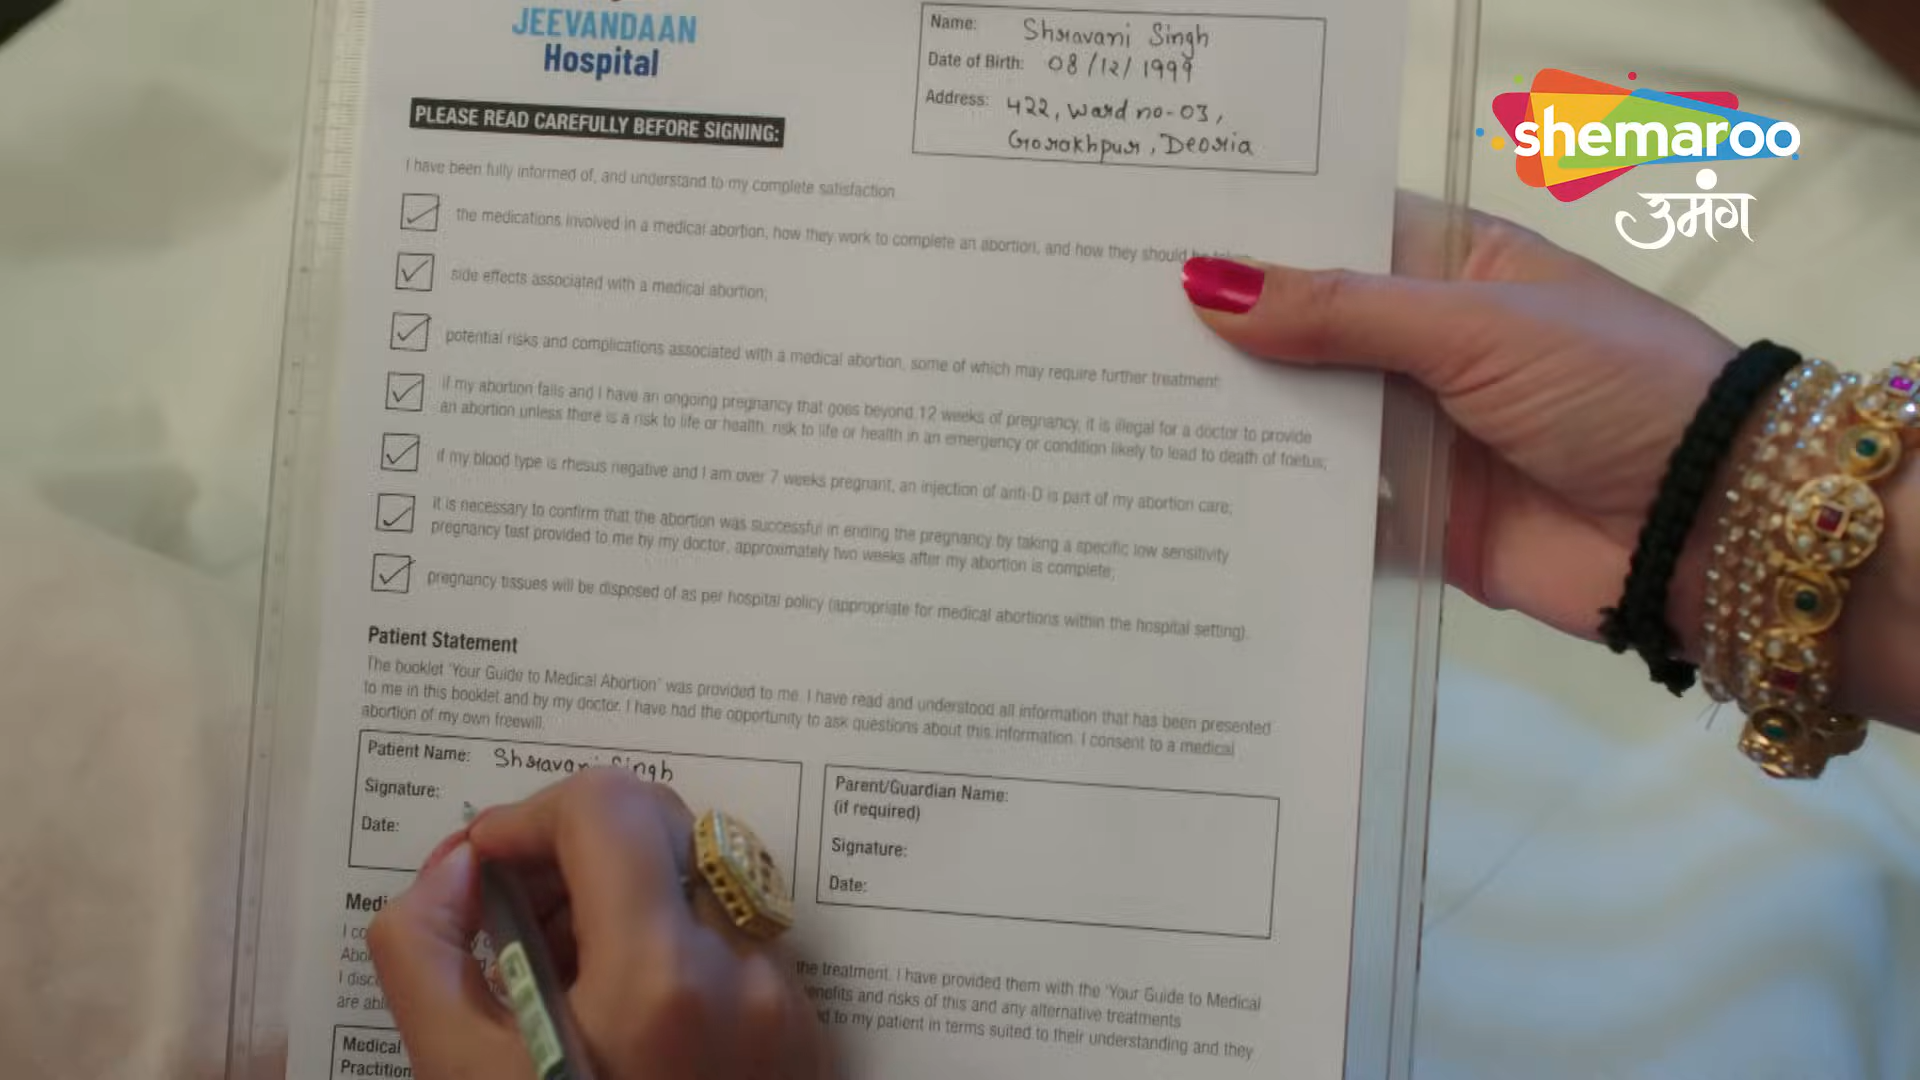 JEEVANDAAN
Hospital
Name: Shravani Singh
Date of Birth: 08/12/1999
Address: 422, Ward no-03,
Gorakhpur, Deoria
shemaroo
उमंग
PLEASE READ CAREFULLY BEFORE SIGNING:
I have been fully informed of, and understand to my complete satisfaction
the medications involved in a medical abortion, how they work to complete an abortion, and how they should be taken
side effects associated with a medical abortion;
potential risks and complications associated with a medical abortion, some of which may require further treatment;
if my abortion fails and I have an ongoing pregnancy that goes beyond 12 weeks of pregnancy, it is illegal for a doctor to provide
an abortion unless there is a risk to life or health, risk to life or health in an emergency or condition likely to lead to death of foetus;
if my blood type is rhesus negative and I am over 7 weeks pregnant, an injection of anti-D is part of my abortion care;
it is necessary to confirm that the abortion was successful in ending the pregnancy by taking a specific low sensitivity
pregnancy test provided to me by my doctor, approximately two weeks after my abortion is complete;
pregnancy tissues will be disposed of as per hospital policy (appropriate for medical abortions within the hospital setting).
Patient Statement
The booklet 'Your Guide to Medical Abortion' was provided to me. I have read and understood all information that has been presented
to me in this booklet and by my doctor. I have had the opportunity to ask questions about this information. I consent to a medical
abortion of my own freewill.
Patient Name: Shravani Singh
Signature:
Date:
Parent/Guardian Name:
(if required)
Signature:
Date:
the treatment. I have provided them with the 'Your Guide to Medical
and risks of this and any alternative treatments
to my patient in terms suited to their understanding and they
are
Medical